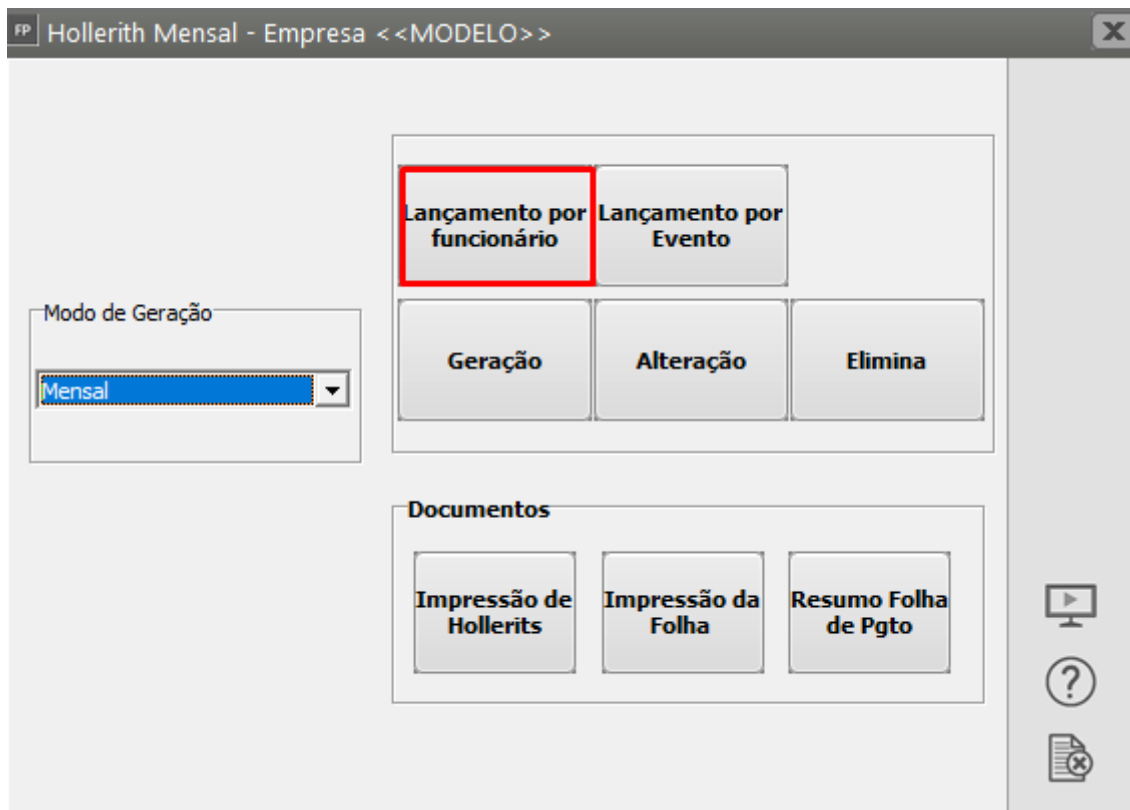 FP Hollerith Mensal - Empresa <<MODELO>>
Lançamento por funcionário
Lançamento por Evento
Modo de Geração
Mensal
Geração
Alteração
Elimina
Documentos
Impressão de Hollerits
Impressão da Folha
Resumo Folha de Pgto